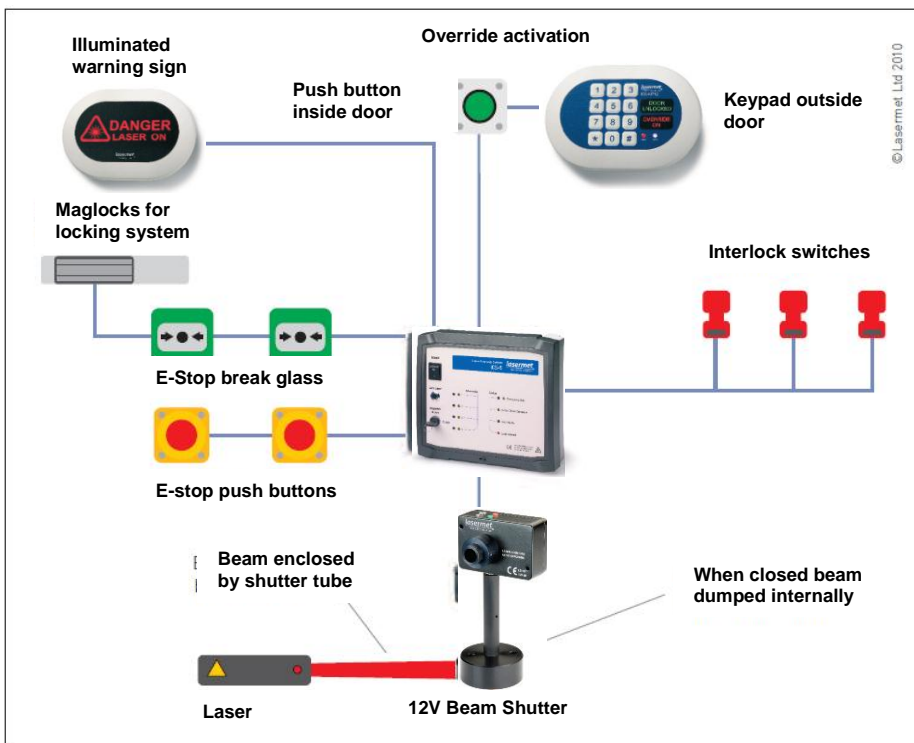 Illuminated
warning sign
Override activation
Push button
inside door
Keypad outside
door
©Lasermet Ltd 2010
DANGER
LASER ON
lasermet
1 2 3
4 5 6
7 8 9
* 0 #
DOOR
UNLOCKED
OVERRIDE
ON
Maglocks for
locking system
Interlock switches
E-Stop break glass
lasermet
E-stop push buttons
lasermet
CE
Beam enclosed
by shutter tube
When closed beam
dumped internally
Laser
12V Beam Shutter